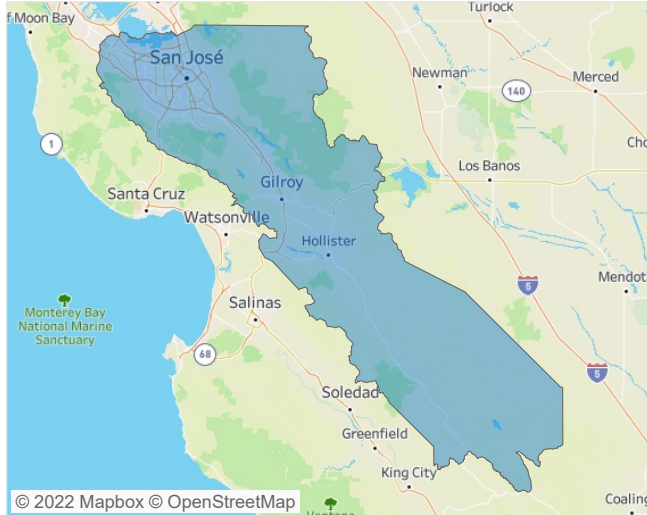 f Moon Bay
Turlock
San José
Newman
Merced
140
1
Cho
Los Banos
Gilroy
Santa Cruz
Watsonville
Hollister
5
Mendot
Monterey Bay
National Marine
Sanctuary
Salinas
68
5
Soledad
Greenfield
King City
Coaling
© 2022 Mapbox © OpenStreetMap